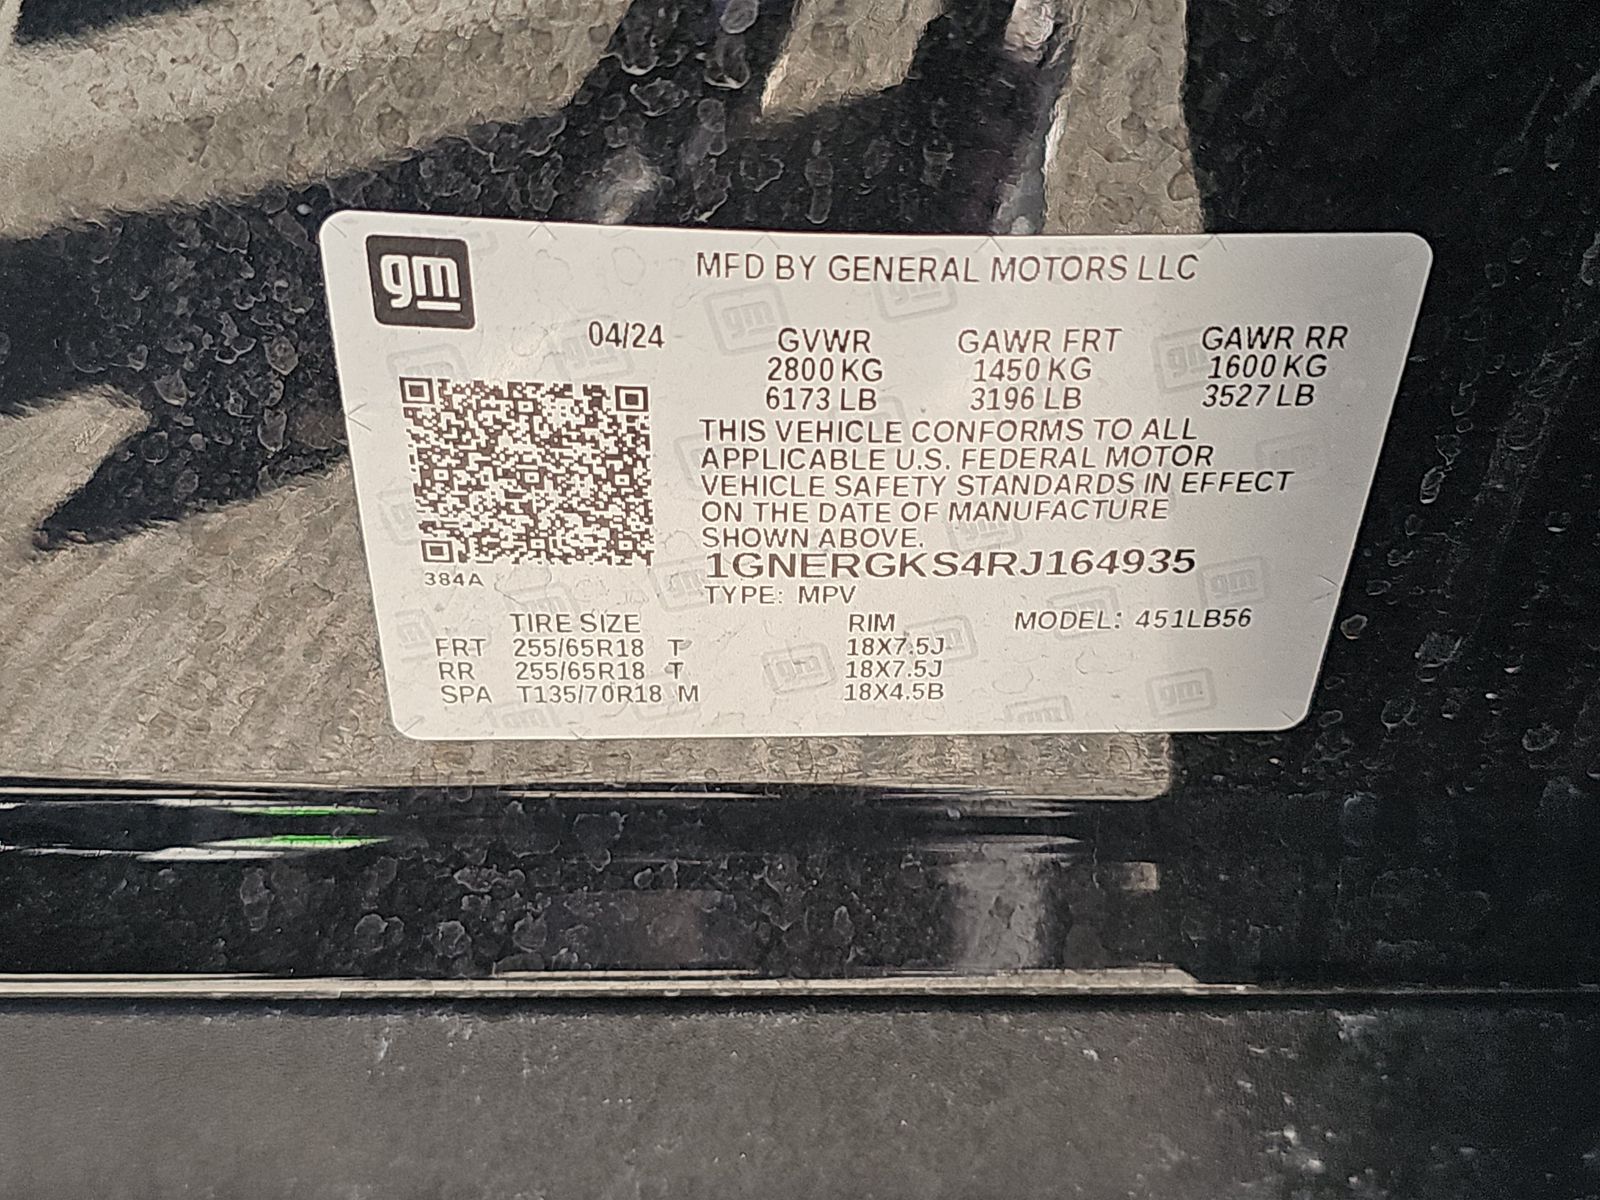 gm
MFD BY GENERAL MOTORS LLC
04/24 GVWR GAWR FRT GAWR RR
2800 KG 1450 KG 1600 KG
6173 LB 3196 LB 3527 LB
THIS VEHICLE CONFORMS TO ALL
APPLICABLE U.S. FEDERAL MOTOR
VEHICLE SAFETY STANDARDS IN EFFECT
ON THE DATE OF MANUFACTURE
SHOWN ABOVE.
1GNERGKS4RJ164935
384A
TYPE: MPV
TIRE SIZE RIM MODEL: 451LB56
FRT 255/65R18 T 18X7.5J
RR 255/65R18 T 18X7.5J
SPA T135/70R18 M 18X4.5B